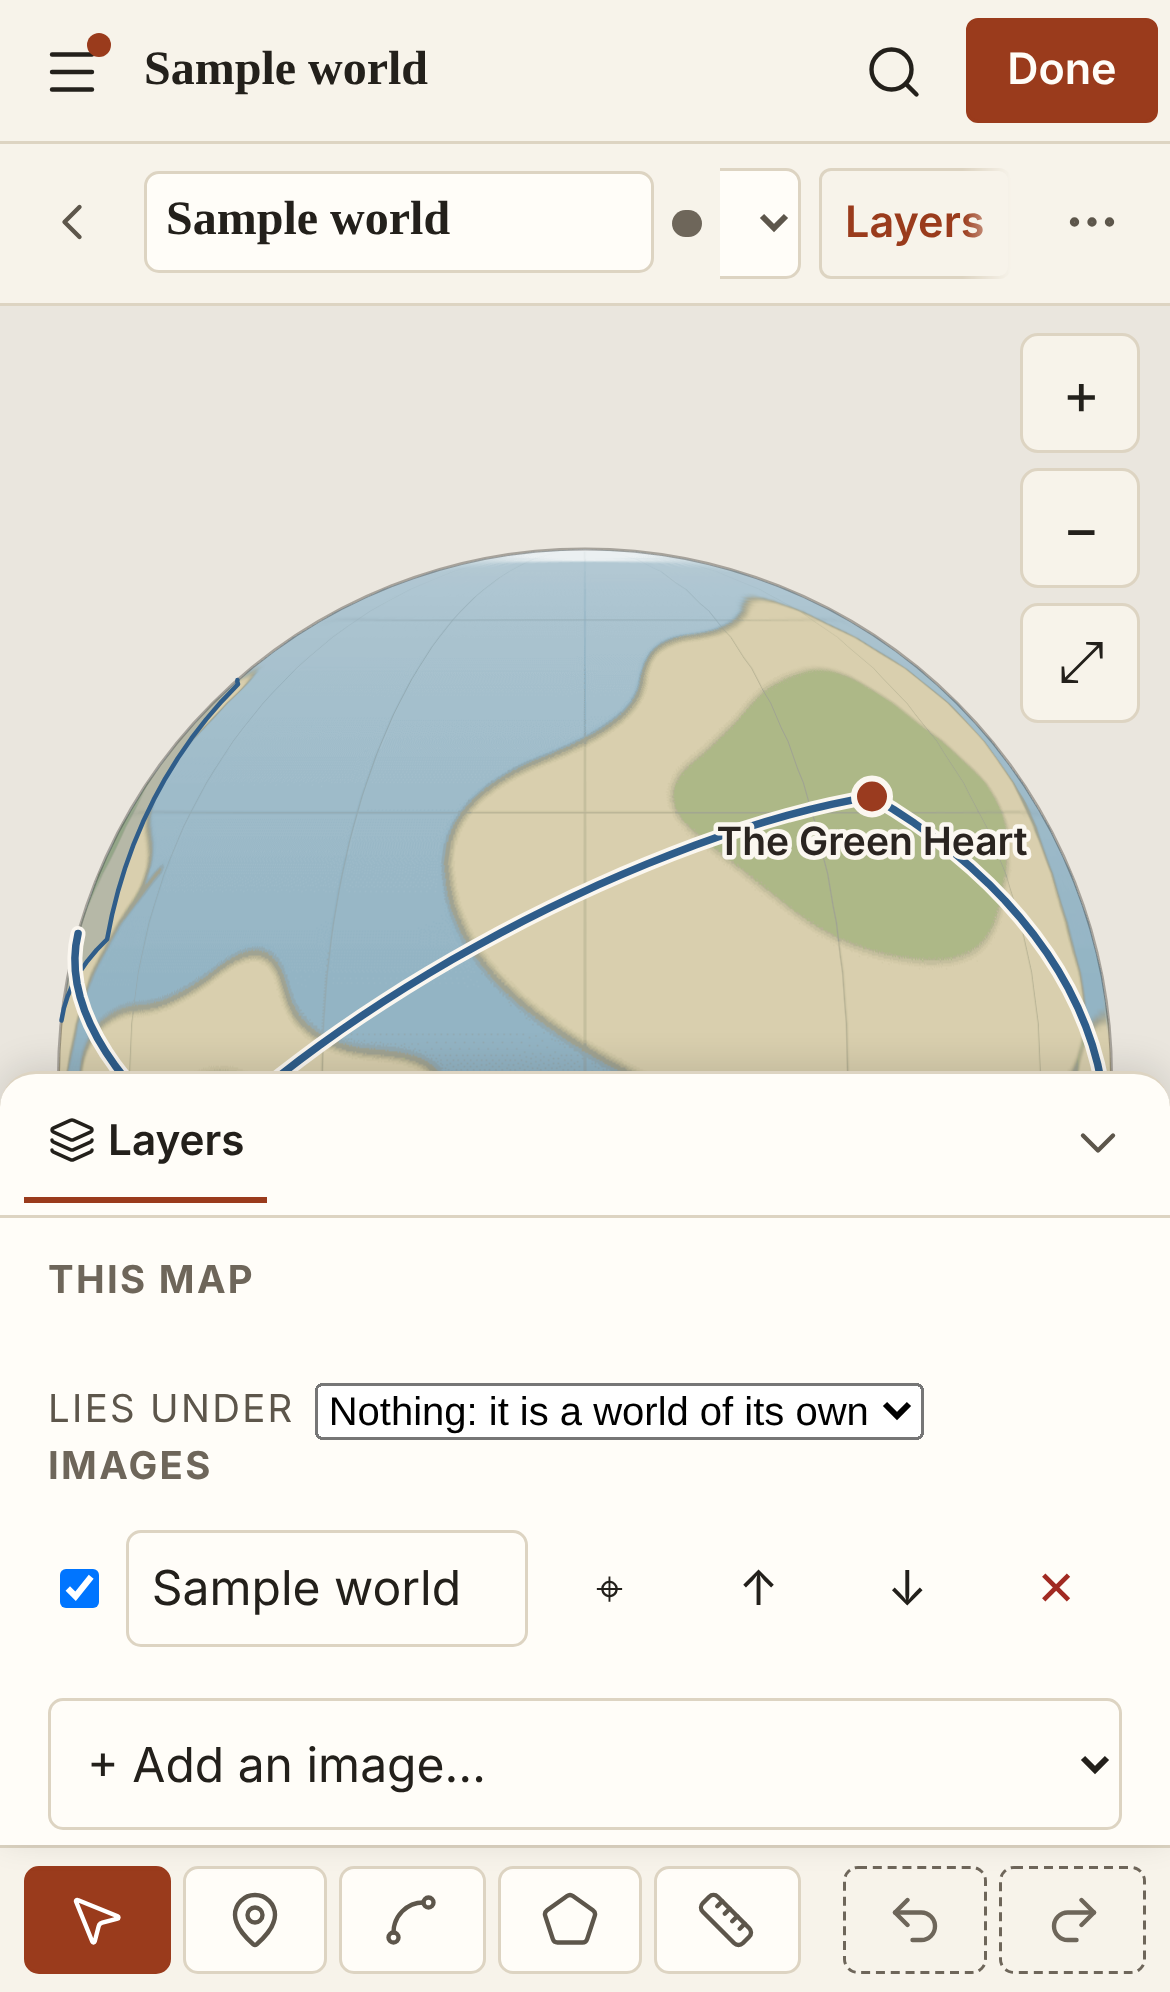 Sample world
Done
Sample world
Layers
The Green Heart
Layers
THIS MAP
LIES UNDER Nothing: it is a world of its own
IMAGES
Sample world
+ Add an image...